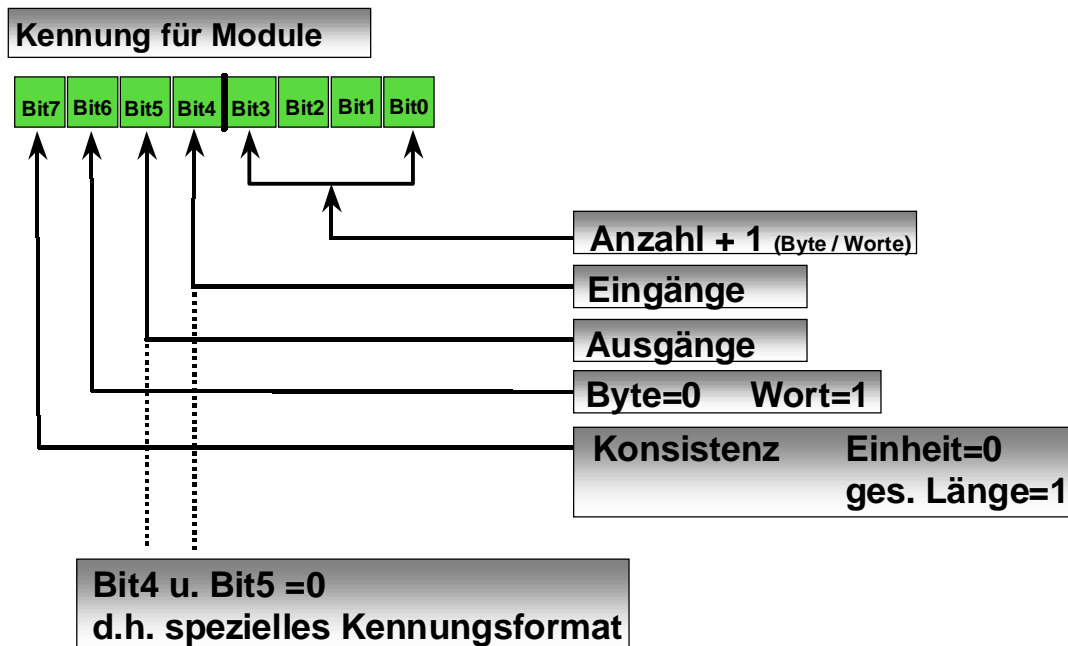 Kennung für Module
Bit7 Bit6 Bit5 Bit4 Bit3 Bit2 Bit1 Bit0
Anzahl + 1 (Byte / Worte)
Eingänge
Ausgänge
Byte=0 Wort=1
Konsistenz Einheit=0
ges. Länge=1
Bit4 u. Bit5 =0
d.h. spezielles Kennungsformat